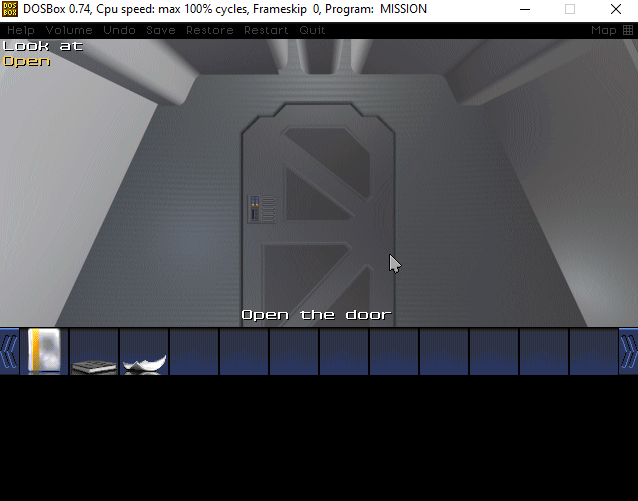 DOSBox 0.74, Cpu speed: max 100% cycles, Frameskip 0, Program: MISSION
Help Volume Undo Save Restore Restart Quit Map
Look at
Open
Open the door